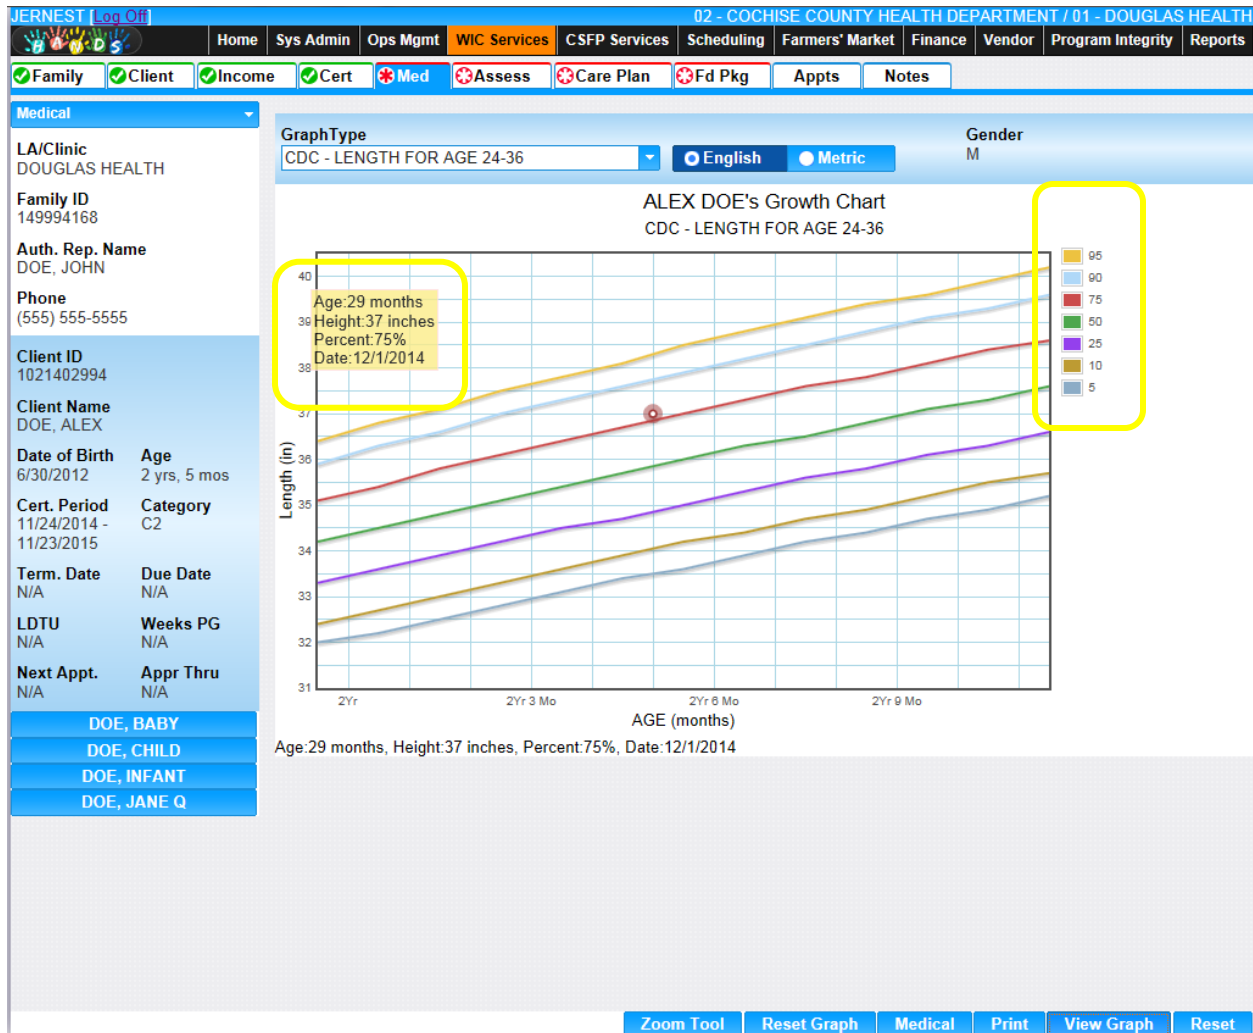 JERNEST [Log Off] 02 - COCHISE COUNTY HEALTH DEPARTMENT / 01 - DOUGLAS HEALTH
HANDS Home Sys Admin Ops Mgmt WIC Services CSFP Services Scheduling Farmers' Market Finance Vendor Program Integrity Reports
Family Client Income Cert Med Assess Care Plan Fd Pkg Appts Notes
Medical
LA/Clinic
DOUGLAS HEALTH
Family ID
149994168
Auth. Rep. Name
DOE, JOHN
Phone
(555) 555-5555
Client ID
1021402994
Client Name
DOE, ALEX
Date of Birth Age
6/30/2012 2 yrs, 5 mos
Cert. Period Category
11/24/2014 - C2
11/23/2015
Term. Date Due Date
N/A N/A
LDTU Weeks PG
N/A N/A
Next Appt. Appr Thru
N/A N/A
DOE, BABY
DOE, CHILD
DOE, INFANT
DOE, JANE Q
GraphType Gender
CDC - LENGTH FOR AGE 24-36 English Metric M
ALEX DOE's Growth Chart
CDC - LENGTH FOR AGE 24-36
Age:29 months
Height:37 inches
Percent:75%
Date:12/1/2014
95
90
75
50
25
10
5
Length (in)
40
39
38
37
36
35
34
33
32
31
2Yr 2Yr 3 Mo 2Yr 6 Mo 2Yr 9 Mo
AGE (months)
Age:29 months, Height:37 inches, Percent:75%, Date:12/1/2014
Zoom Tool Reset Graph Medical Print View Graph Reset